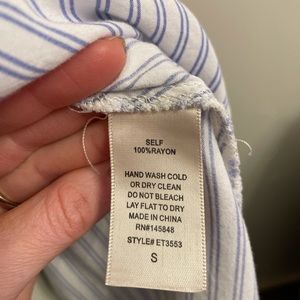 SELF
100%RAYON
HAND WASH COLD
OR DRY CLEAN
DO NOT BLEACH
LAY FLAT TO DRY
MADE IN CHINA
RN#145848
STYLE# ET3553
S